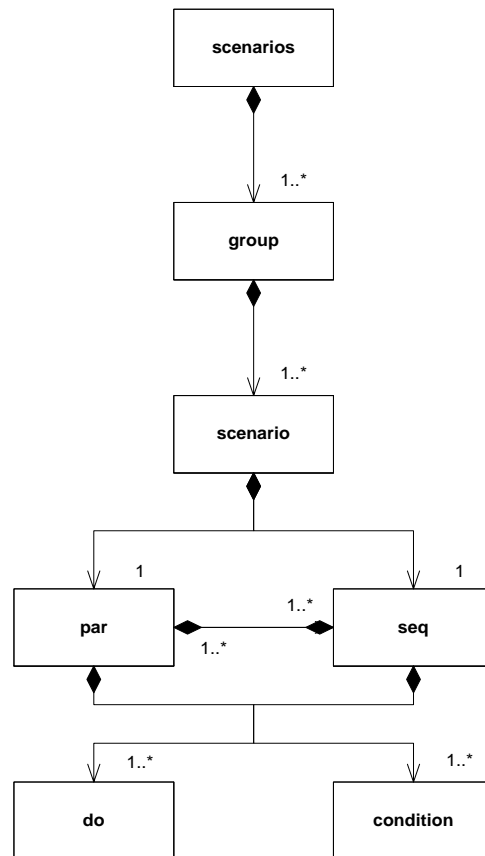 scenarios
1..*
group
1..*
scenario
1
1
par
1..*
1..*
seq
1..*
1..*
do
condition